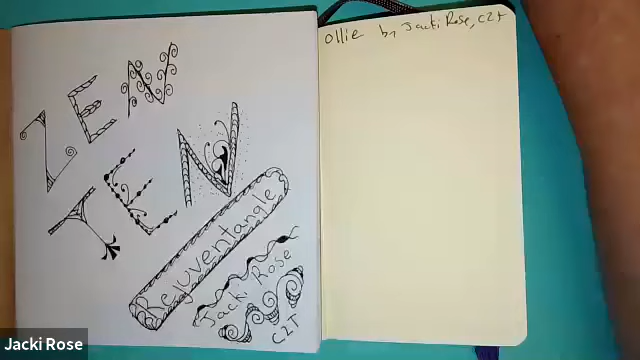 ZEN
TEN
Rejuventangle
Jacki Rose
CZT
ollie by Jacki Rose, CZT
Jacki Rose